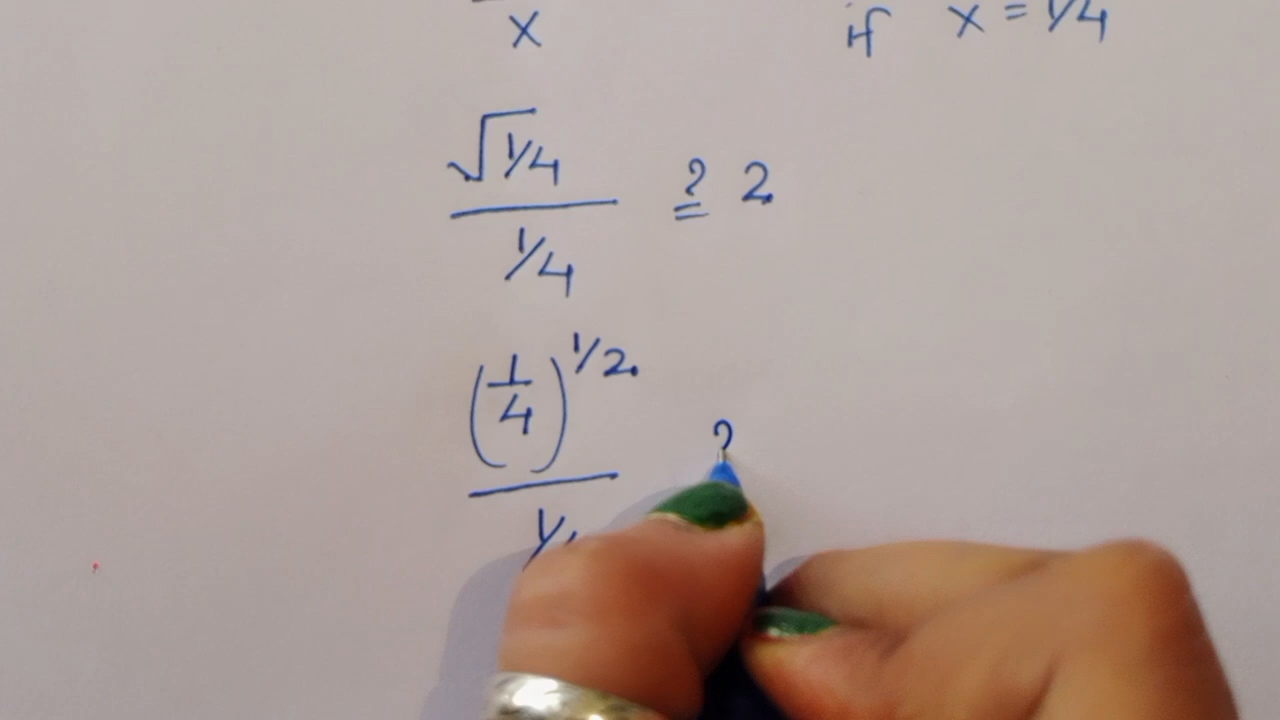 x if x = 1/4
√1/4
? = 2
1/4
(1/4)^1/2
?